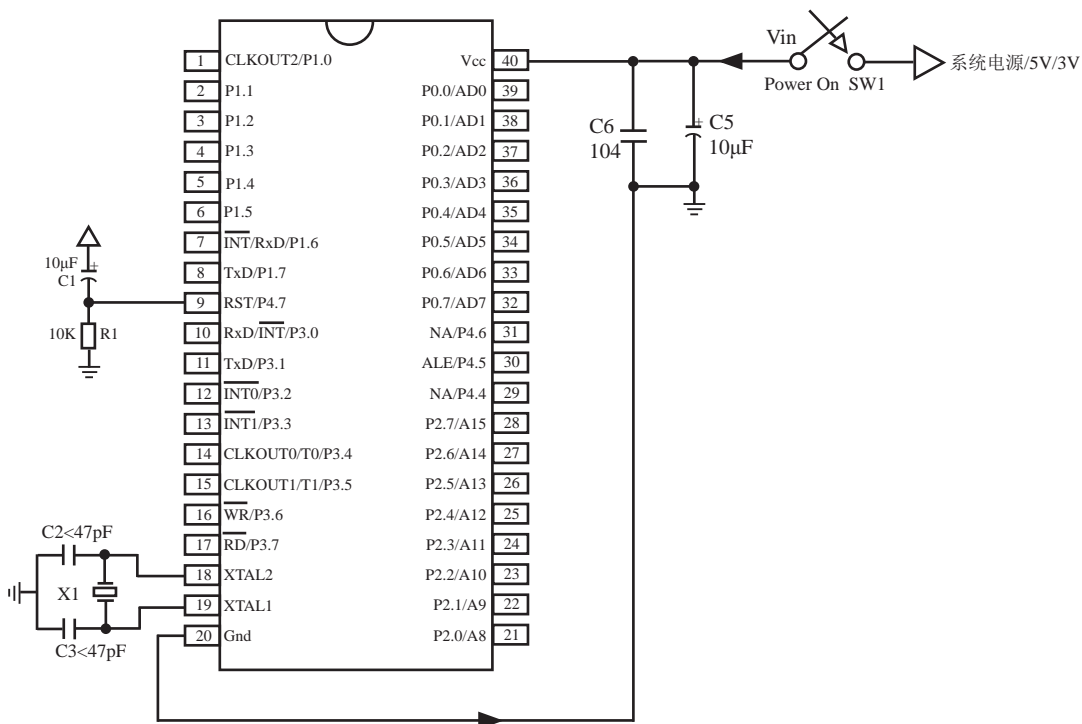 1 CLKOUT2/P1.0
2 P1.1
3 P1.2
4 P1.3
5 P1.4
6 P1.5
7 INT/RxD/P1.6
8 TxD/P1.7
9 RST/P4.7
10 RxD/INT/P3.0
11 TxD/P3.1
12 INT0/P3.2
13 INT1/P3.3
14 CLKOUT0/T0/P3.4
15 CLKOUT1/T1/P3.5
16 WR/P3.6
17 RD/P3.7
18 XTAL2
19 XTAL1
20 Gnd
Vcc 40
P0.0/AD0 39
P0.1/AD1 38
P0.2/AD2 37
P0.3/AD3 36
P0.4/AD4 35
P0.5/AD5 34
P0.6/AD6 33
P0.7/AD7 32
NA/P4.6 31
ALE/P4.5 30
NA/P4.4 29
P2.7/A15 28
P2.6/A14 27
P2.5/A13 26
P2.4/A12 25
P2.3/A11 24
P2.2/A10 23
P2.1/A9 22
P2.0/A8 21
10μF +
C1
10K R1
C2<47pF
X1
C3<47pF
C6
104
+ C5
10μF
Vin
Power On SW1
系统电源/5V/3V